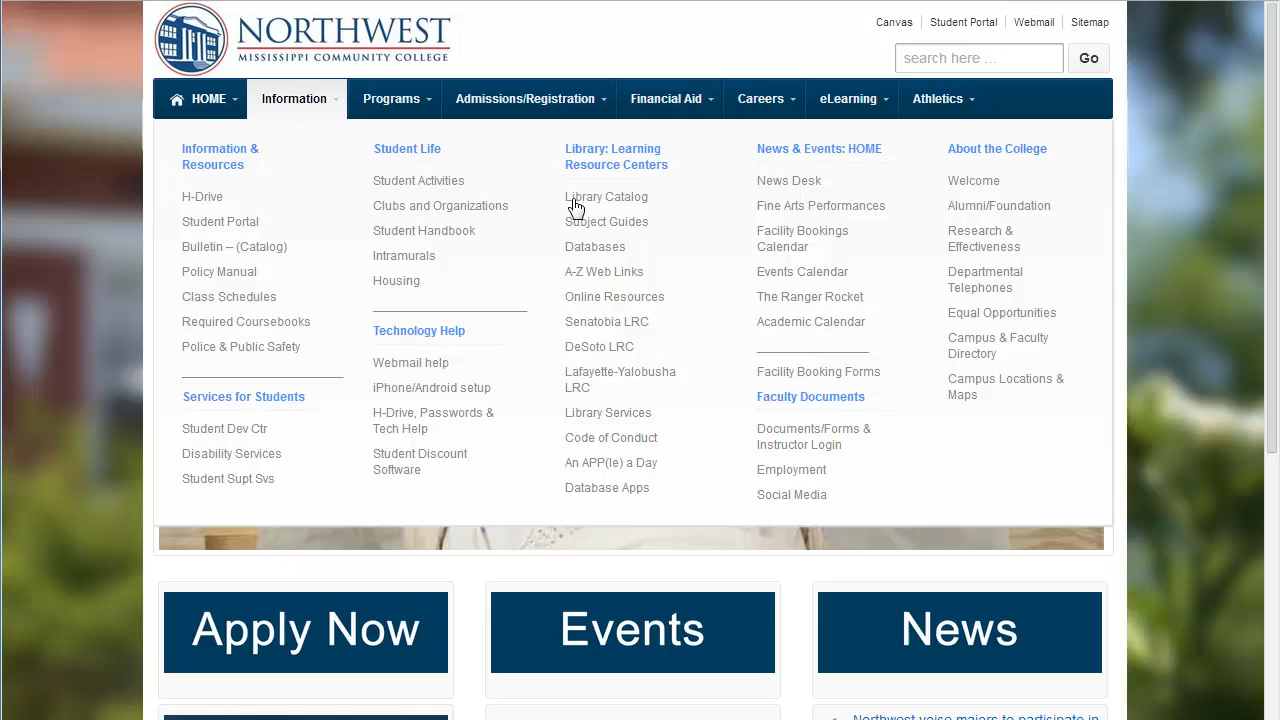 NORTHWEST
MISSISSIPPI COMMUNITY COLLEGE
Canvas Student Portal Webmail Sitemap
search here ... Go
HOME Information Programs Admissions/Registration Financial Aid Careers eLearning Athletics
Information &
Resources
H-Drive
Student Portal
Bulletin – (Catalog)
Policy Manual
Class Schedules
Required Coursebooks
Police & Public Safety
Services for Students
Student Dev Ctr
Disability Services
Student Supt Svs
Student Life
Student Activities
Clubs and Organizations
Student Handbook
Intramurals
Housing
Technology Help
Webmail help
iPhone/Android setup
H-Drive, Passwords &
Tech Help
Student Discount
Software
Library: Learning
Resource Centers
Library Catalog
Subject Guides
Databases
A-Z Web Links
Online Resources
Senatobia LRC
DeSoto LRC
Lafayette-Yalobusha
LRC
Library Services
Code of Conduct
An APP(le) a Day
Database Apps
News & Events: HOME
News Desk
Fine Arts Performances
Facility Bookings
Calendar
Events Calendar
The Ranger Rocket
Academic Calendar
Facility Booking Forms
Faculty Documents
Documents/Forms &
Instructor Login
Employment
Social Media
About the College
Welcome
Alumni/Foundation
Research &
Effectiveness
Departmental
Telephones
Equal Opportunities
Campus & Faculty
Directory
Campus Locations &
Maps
Apply Now
Events
News
Northwest voice majors to participate in